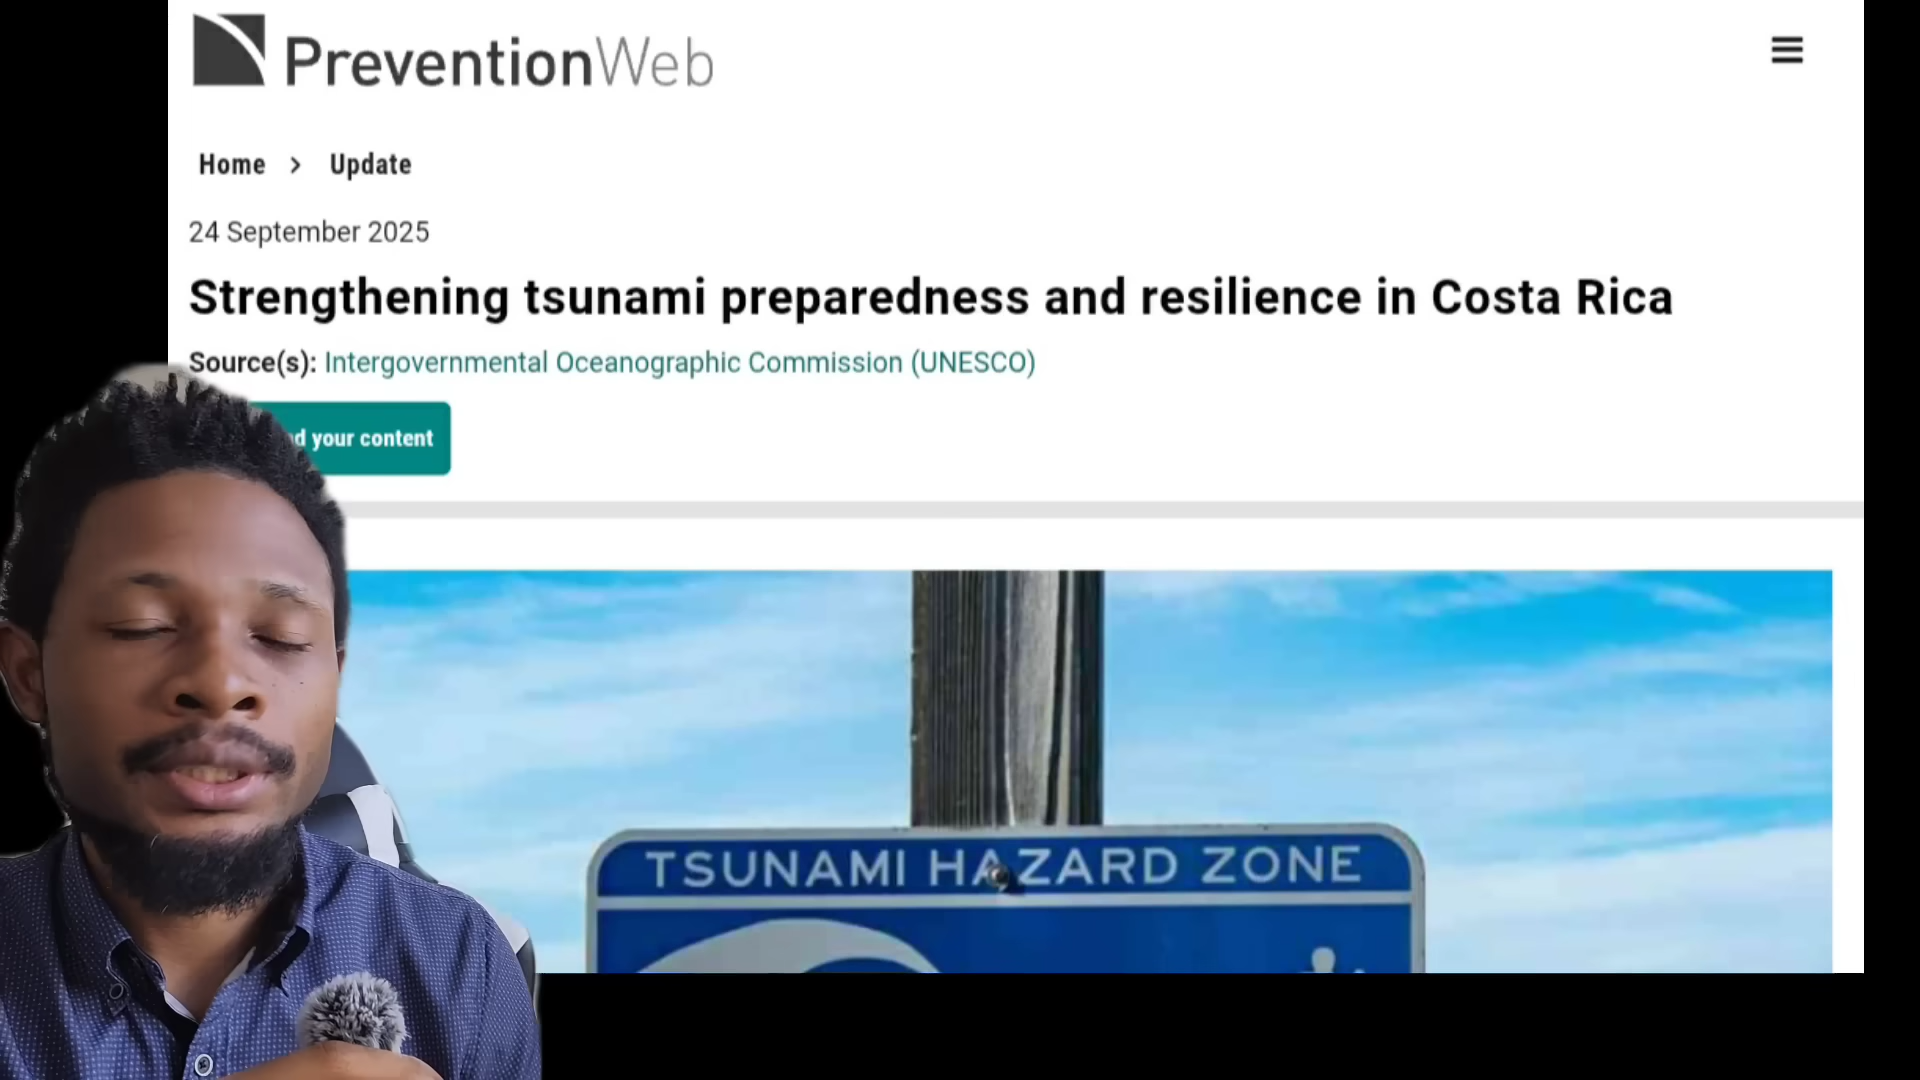 PreventionWeb
Home > Update
24 September 2025
Strengthening tsunami preparedness and resilience in Costa Rica
Source(s): Intergovernmental Oceanographic Commission (UNESCO)
your content
TSUNAMI HAZARD ZONE